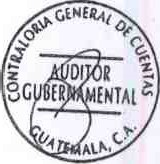 CONTRALORIA GENERAL DE CUENTAS
AUDITOR
GUBERNAMENTAL
GUATEMALA, C.A.